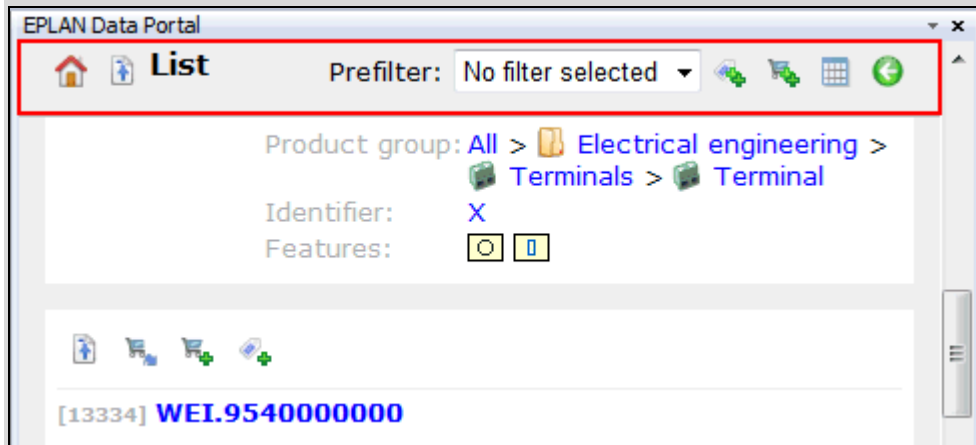 EPLAN Data Portal
List Prefilter: No filter selected
Product group: All > Electrical engineering >
Terminals > Terminal
Identifier: X
Features:
[13334] WEI.9540000000